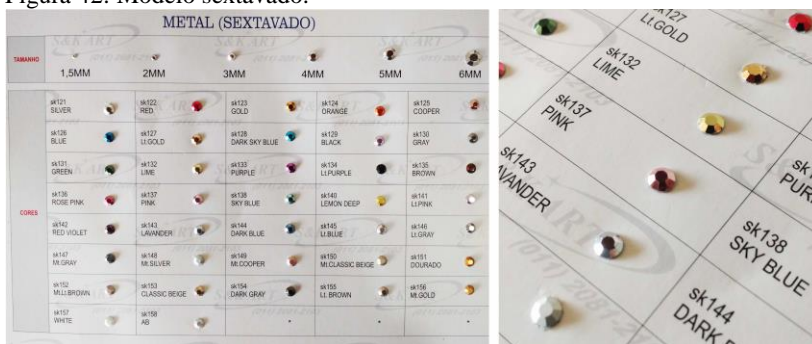 Figura 42: Modelo sextavado.
METAL (SEXTAVADO)
TAMANHO
1,5MM 2MM 3MM 4MM 5MM 6MM
CORES
sk121 SILVER
sk122 RED
sk123 GOLD
sk124 ORANGE
sk125 COOPER
sk126 BLUE
sk127 Lt.GOLD
sk128 DARK SKY BLUE
sk129 BLACK
sk130 GRAY
sk131 GREEN
sk132 LIME
sk133 PURPLE
sk134 Lt.PURPLE
sk135 BROWN
sk136 ROSE PINK
sk137 PINK
sk138 SKY BLUE
sk140 LEMON DEEP
sk141 Lt.PINK
sk142 RED VIOLET
sk143 LAVANDER
sk144 DARK BLUE
sk145 Lt.BLUE
sk146 Lt.GRAY
sk147 Mt.GRAY
sk148 Mt.SILVER
sk149 Mt.COOPER
sk150 Mt.CLASSIC BEIGE
sk151 DOURADO
sk152 Mt.Lt.BROWN
sk153 CLASSIC BEIGE
sk154 DARK GRAY
sk155 Lt. BROWN
sk156 Mt.GOLD
sk157 WHITE
sk158 AB
S&K ART
sk127
Lt.GOLD
sk132
LIME
sk137
PINK
sk143
AVANDER
PUR
sk138
SKY BLUE
sk144
DARK
(011) 2081-21